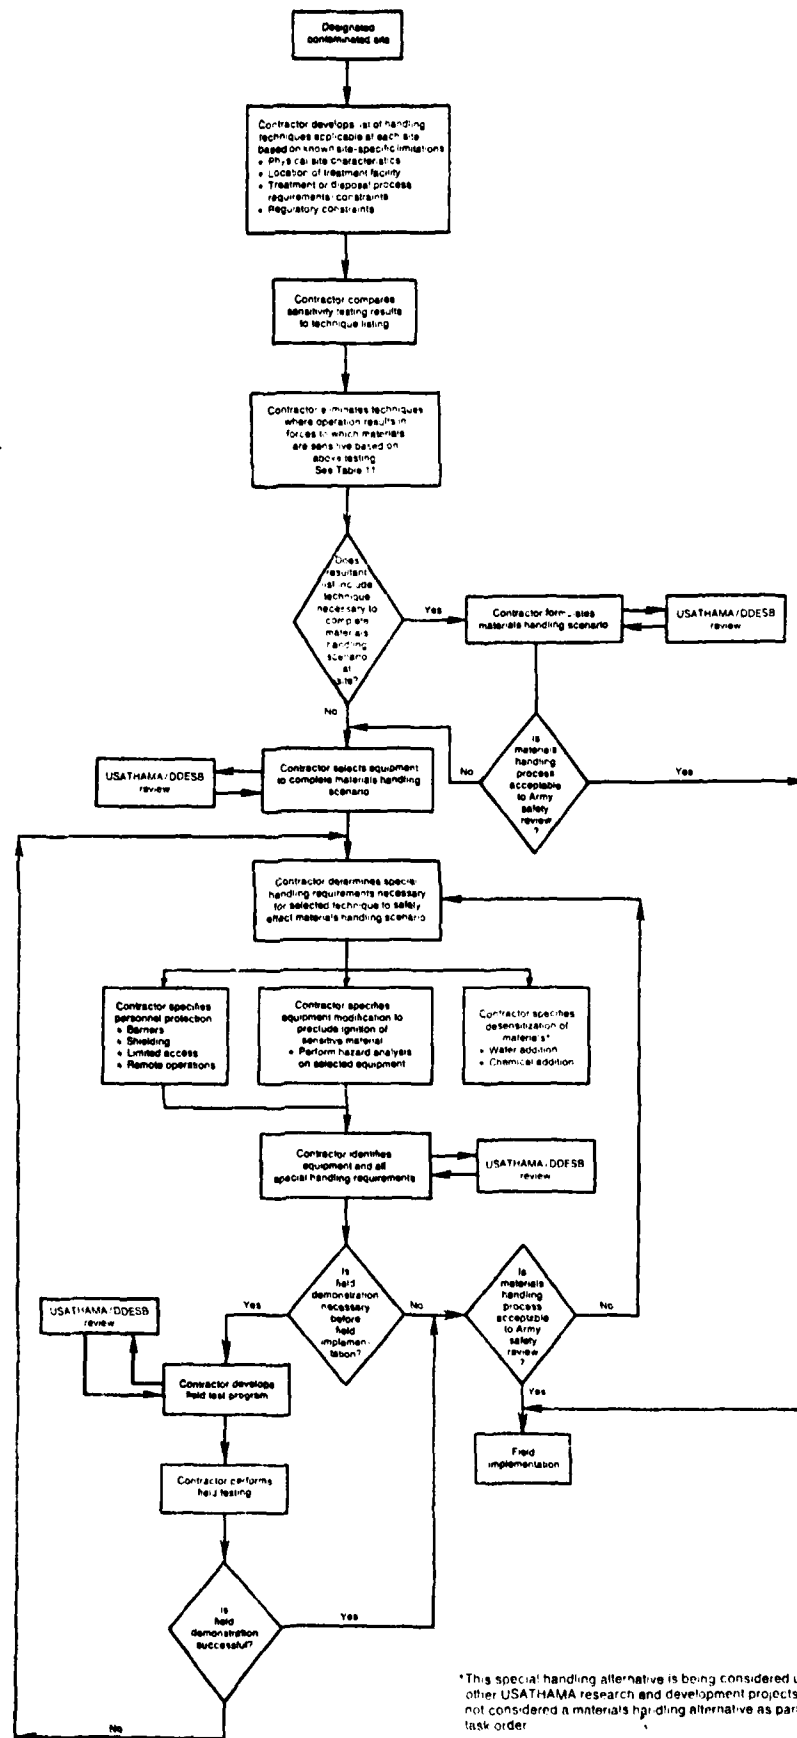 Designated
contaminated site
Contractor develops list of handling
techniques applicable at each site
based on known site-specific limitations
• Physical site characteristics
• Location of treatment facility
• Treatment or disposal process
requirements/constraints
• Regulatory constraints
Contractor compares
sensitivity testing results
to technique listing
Contractor eliminates techniques
where operation results in
forces to which materials
are sensitive based on
above testing
See Table 11
Does
resultant
list include
technique
necessary to
complete
materials
handling
scenario
at
site?
Yes
Contractor formulates
materials handling scenario
USATHAMA/DDESB
review
No
Is
materials
handling
process
acceptable
to Army
safety
review
?
No
Yes
USATHAMA/DDESB
review
Contractor selects equipment
to complete materials handling
scenario
Contractor determines special
handling requirements necessary
for selected technique to safely
effect materials handling scenario
Contractor specifies
personnel protection
• Barriers
• Shielding
• Limited access
• Remote operations
Contractor specifies
equipment modification to
preclude ignition of
sensitive material
• Perform hazard analysis
on selected equipment
Contractor specifies
desensitization of
materials*
• Water addition
• Chemical addition
Contractor identifies
equipment and all
special handling requirements
USATHAMA/DDESB
review
Is
field
demonstration
necessary
before
field
implemen-
tation?
Yes
No
Is
materials
handling
process
acceptable
to Army
safety
review
?
No
Yes
USATHAMA/DDESB
review
Contractor develops
field test program
Field
implementation
Contractor performs
field testing
Is
field
demonstration
successful?
Yes
No
*This special handling alternative is being considered u
other USATHAMA research and development projects
not considered a materials handling alternative as par
task order